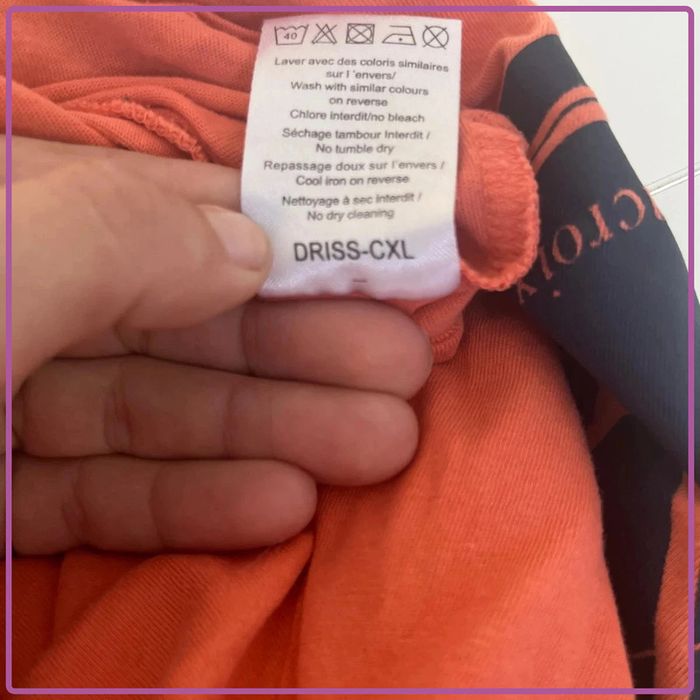 40
Laver avec des coloris similaires
sur l'envers/
Wash with similar colours
on reverse
Chlore interdit/no bleach
Séchage tambour Interdit /
No tumble dry
Repassage doux sur l'envers /
Cool iron on reverse
Nettoyage à sec interdit /
No dry cleaning
DRISS-CXL
croix